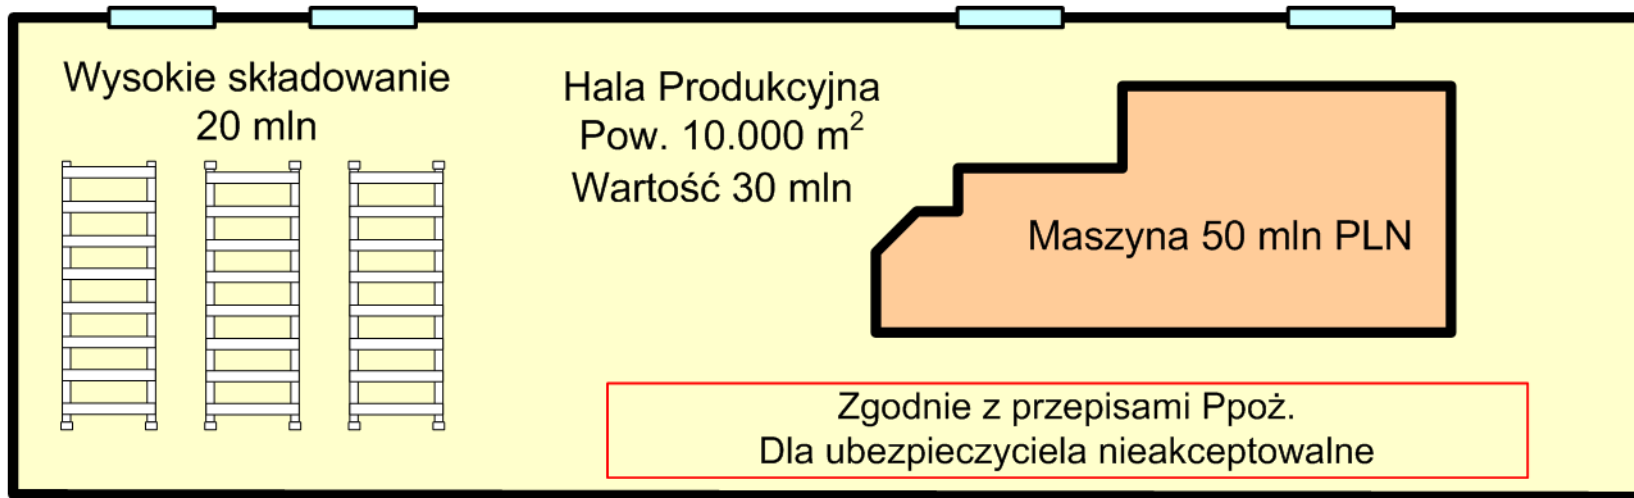 Wysokie składowanie
20 mln
Hala Produkcyjna
Pow. 10.000 m²
Wartość 30 mln
Maszyna 50 mln PLN
Zgodnie z przepisami Ppoż.
Dla ubezpieczyciela nieakceptowalne